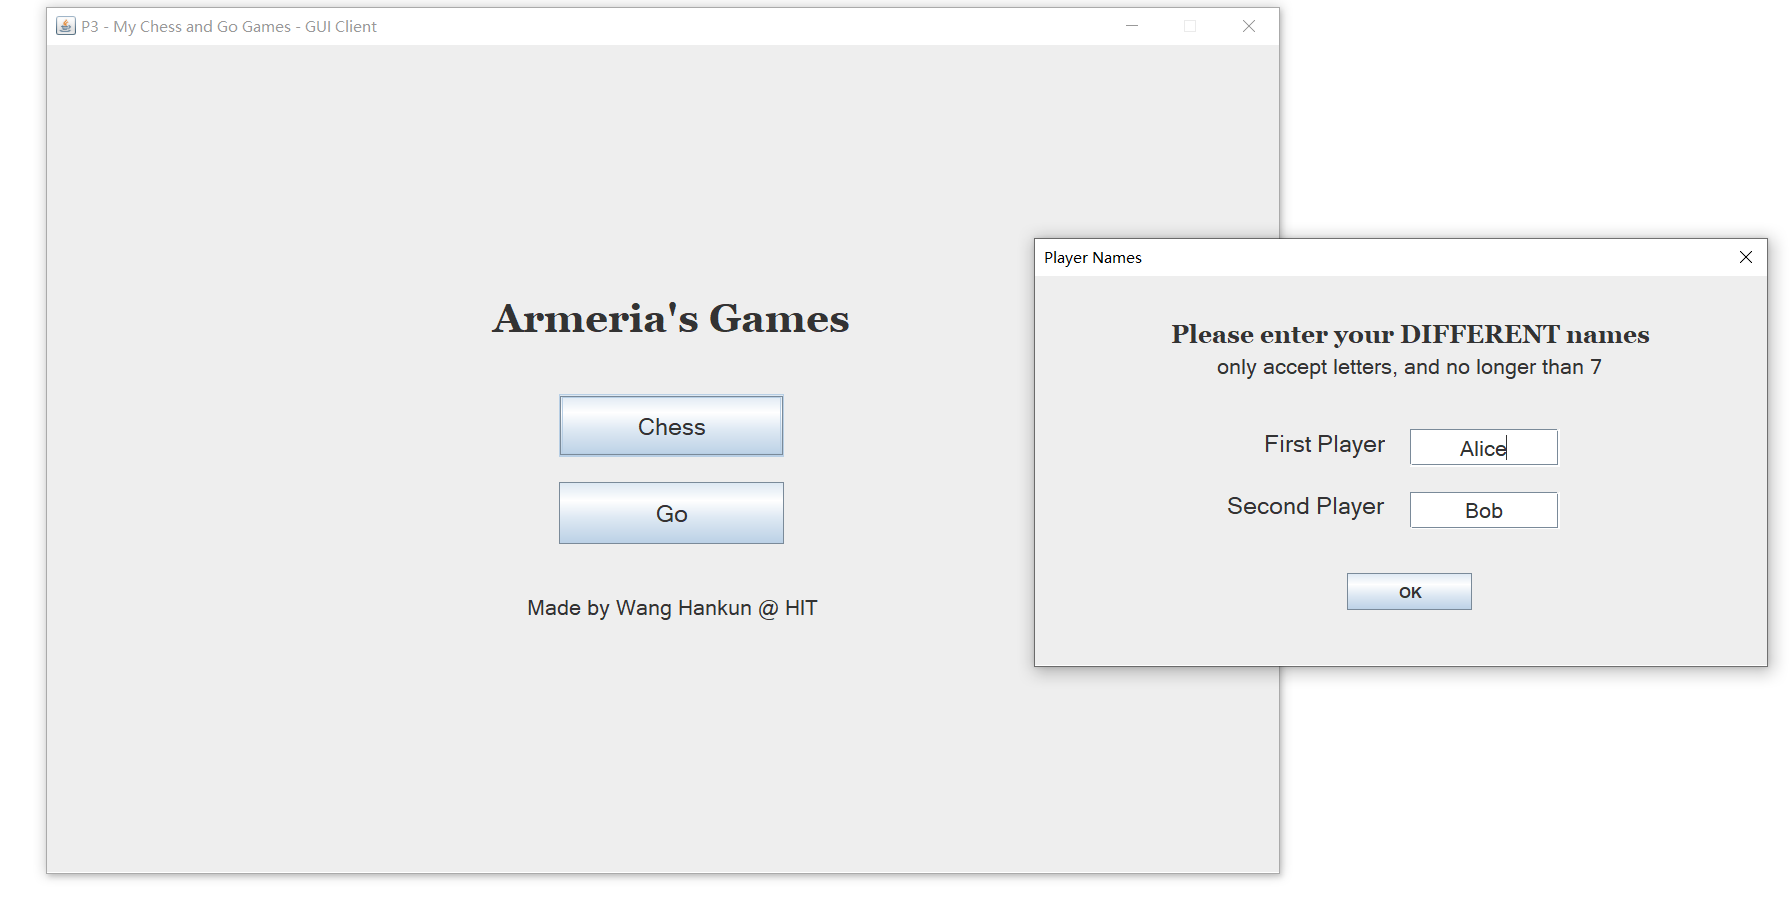 P3 - My Chess and Go Games - GUI Client
Armeria's Games
Chess
Go
Made by Wang Hankun @ HIT
Player Names
Please enter your DIFFERENT names
only accept letters, and no longer than 7
First Player Alice
Second Player Bob
OK